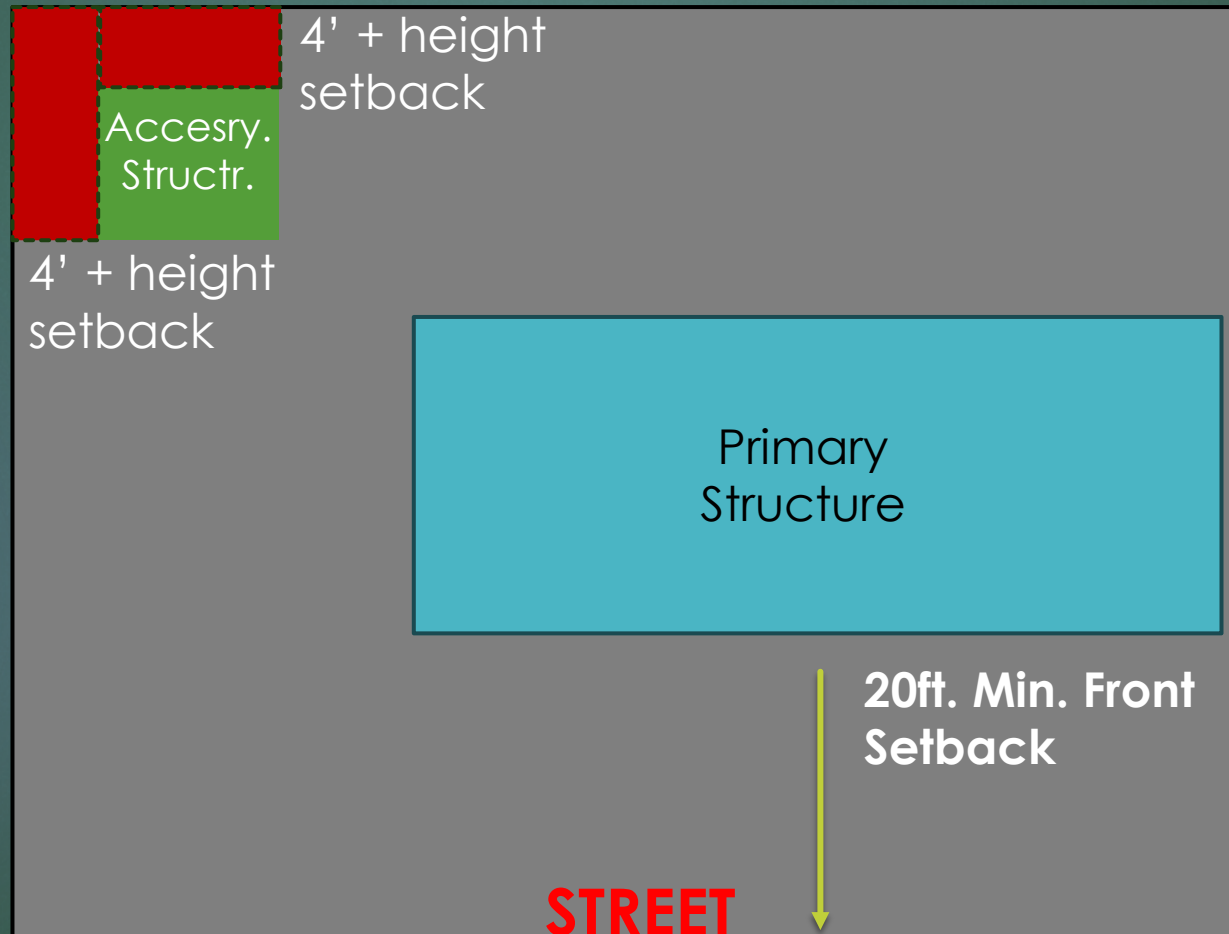 4’ + height
setback
Accesry.
Structr.
4’ + height
setback
Primary
Structure
20ft. Min. Front
Setback
STREET